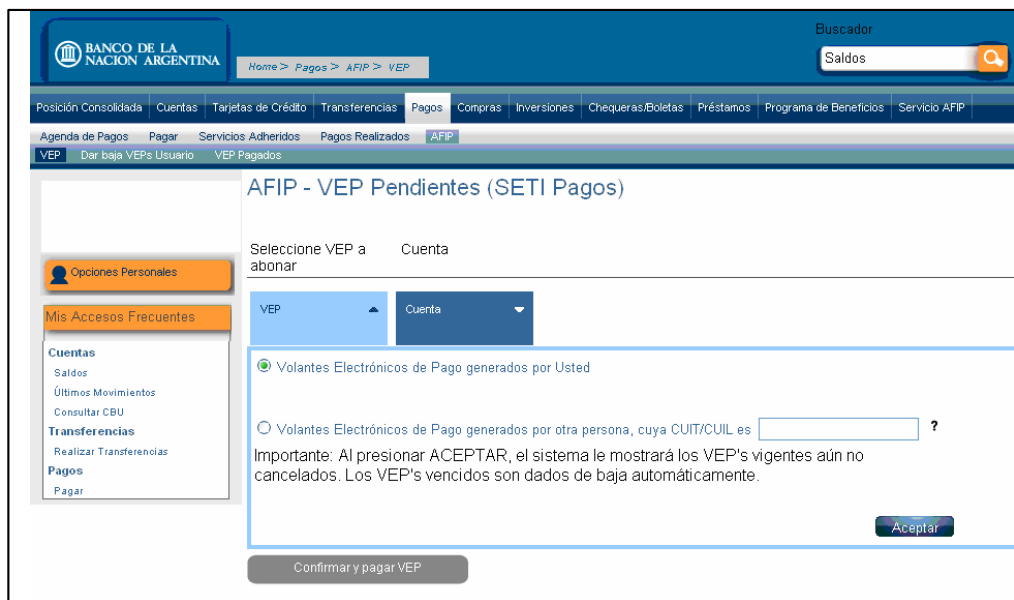 BANCO DE LA
NACION ARGENTINA
Home > Pagos > AFIP > VEP
Buscador
Saldos
Posición Consolidada Cuentas Tarjetas de Crédito Transferencias Pagos Compras Inversiones Chequeras/Boletas Préstamos Programa de Beneficios Servicio AFIP
Agenda de Pagos Pagar Servicios Adheridos Pagos Realizados AFIP
VEP Dar baja VEPs Usuario VEP Pagados
AFIP - VEP Pendientes (SETI Pagos)
Seleccione VEP a Cuenta
abonar
Opciones Personales
Mis Accesos Frecuentes
Cuentas
Saldos
Últimos Movimientos
Consultar CBU
Transferencias
Realizar Transferencias
Pagos
Pagar
VEP Cuenta
Volantes Electrónicos de Pago generados por Usted
Volantes Electrónicos de Pago generados por otra persona, cuya CUIT/CUIL es ?
Importante: Al presionar ACEPTAR, el sistema le mostrará los VEP's vigentes aún no
cancelados. Los VEP's vencidos son dados de baja automáticamente.
Aceptar
Confirmar y pagar VEP